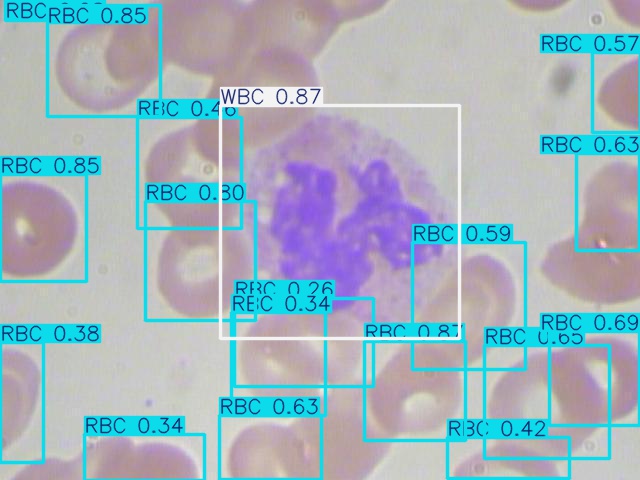 RBC 0.85
RBC 0.57
WBC 0.87
RBC 0.46
RBC 0.63
RBC 0.85
RBC 0.80
RBC 0.59
RBC 0.26
RBC 0.34
RBC 0.38
RBC 0.87
RBC 0.65
RBC 0.69
RBC 0.63
RBC 0.34
RBC 0.42